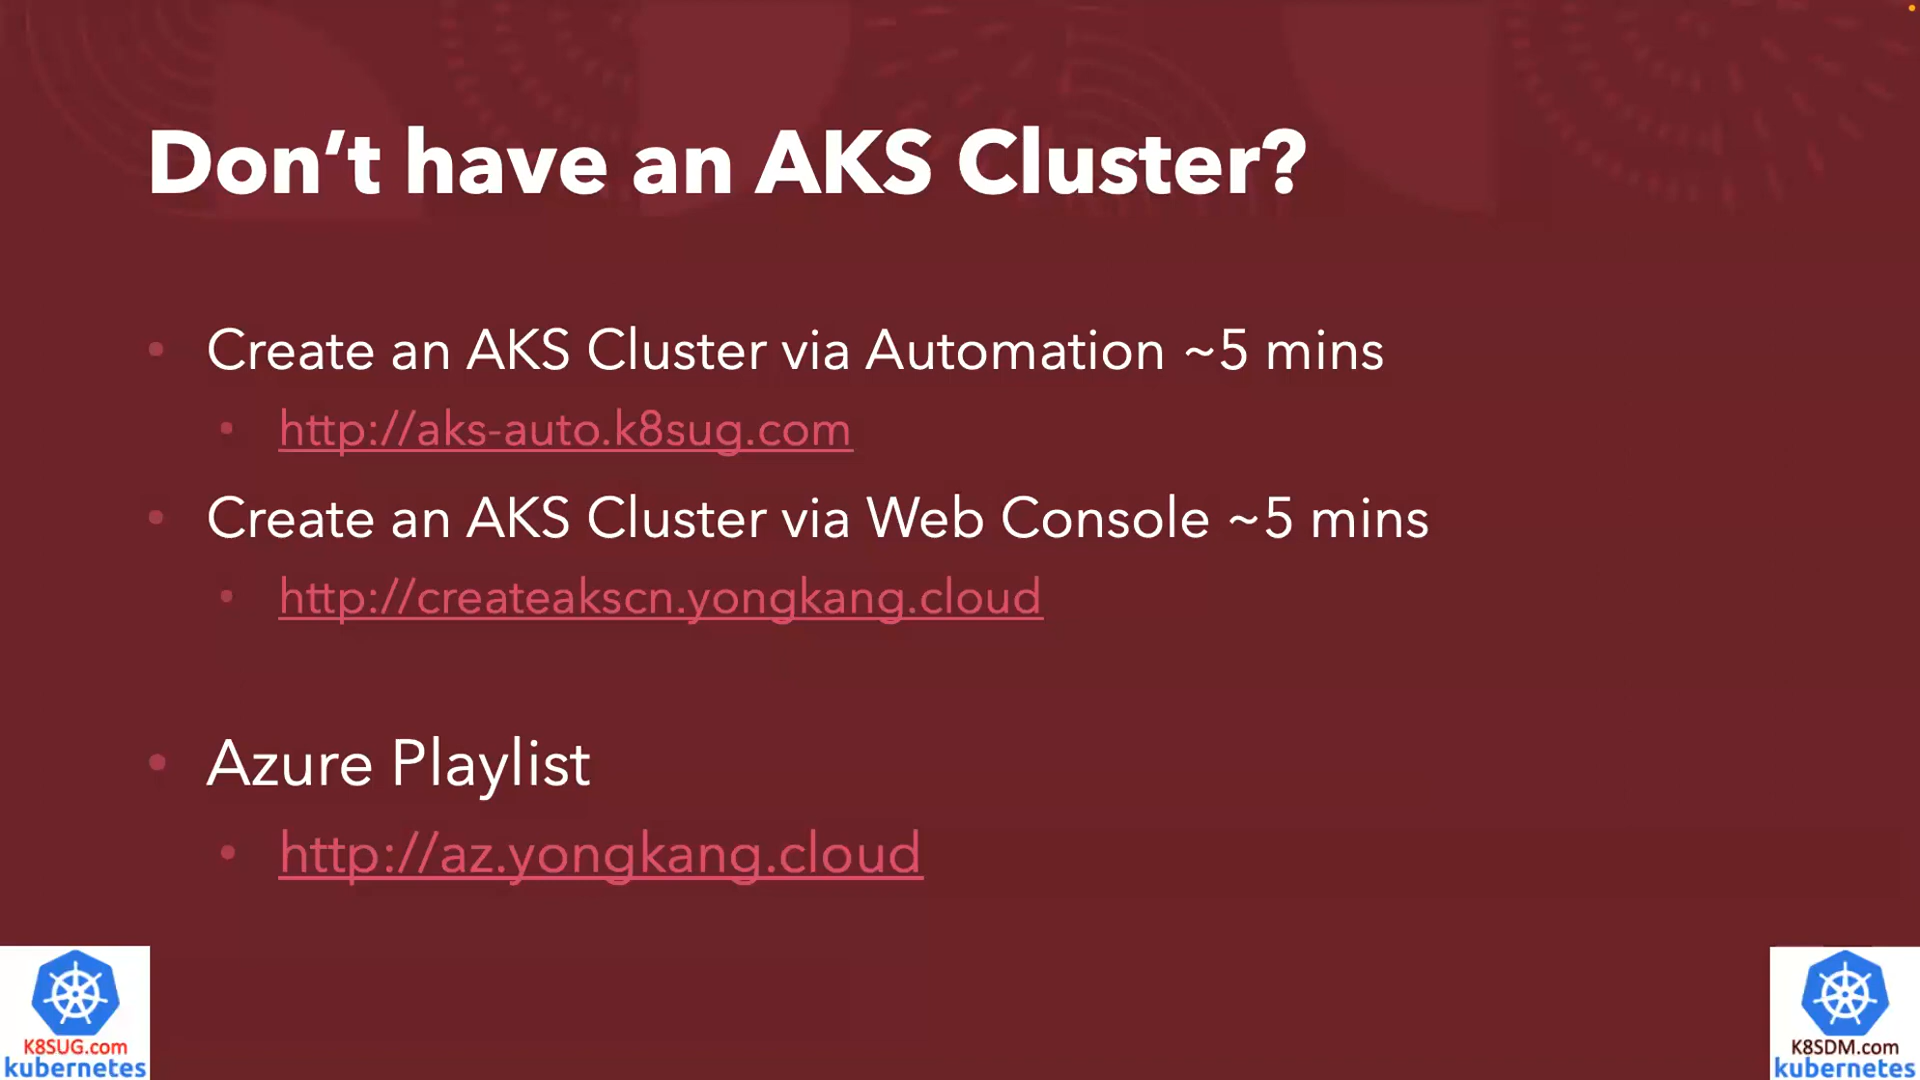 Don’t have an AKS Cluster?
• Create an AKS Cluster via Automation ~5 mins
• http://aks-auto.k8sug.com
• Create an AKS Cluster via Web Console ~5 mins
• http://createakscn.yongkang.cloud
• Azure Playlist
• http://az.yongkang.cloud
K8SUG.com
kubernetes
K8SDM.com
kubernetes